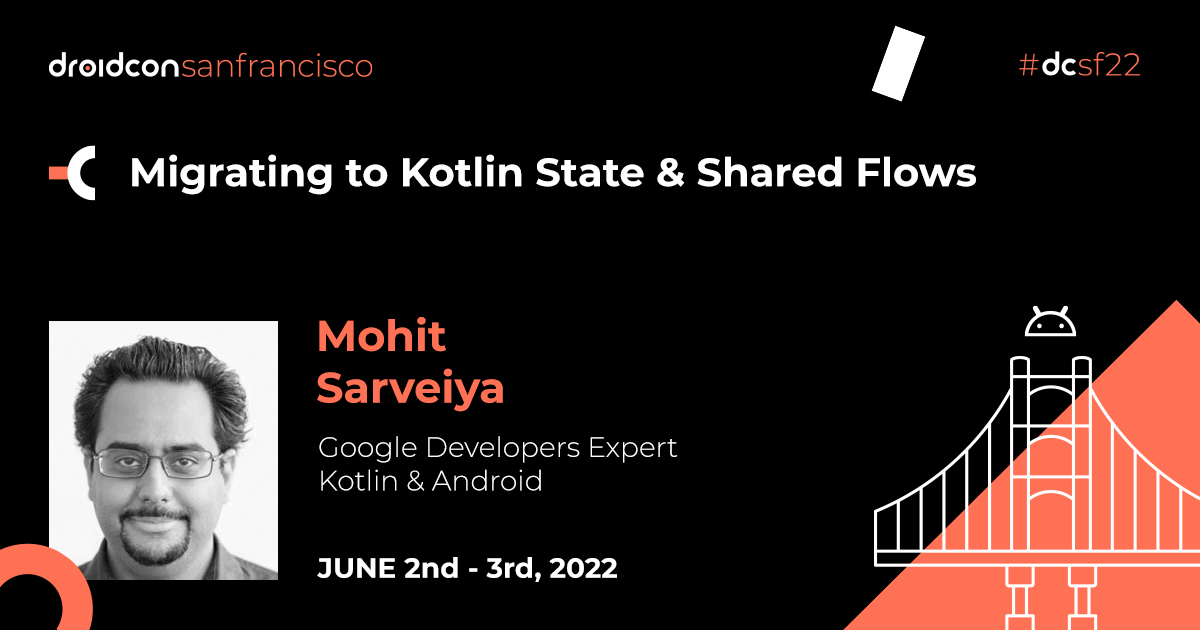 droidconsanfrancisco
#dcsf22
Migrating to Kotlin State & Shared Flows
Mohit
Sarveiya
Google Developers Expert
Kotlin & Android
JUNE 2nd - 3rd, 2022